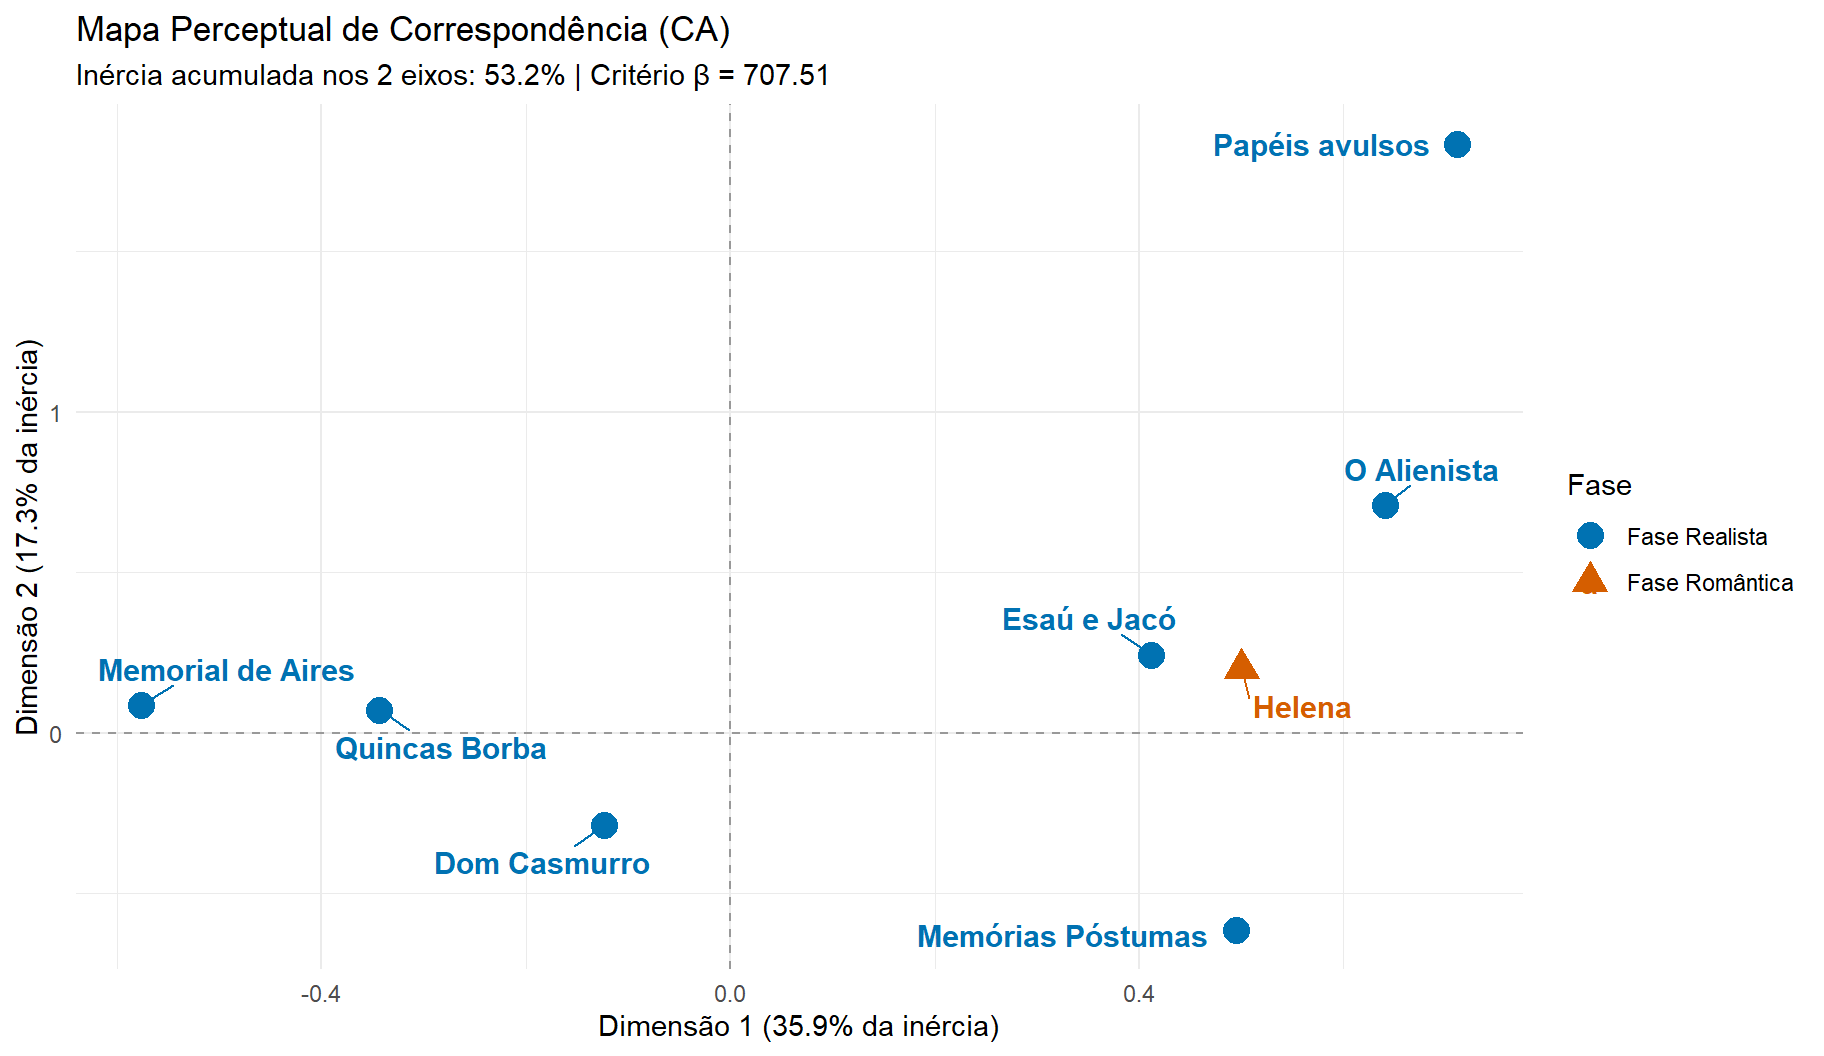 Mapa Perceptual de Correspondência (CA)
Inércia acumulada nos 2 eixos: 53.2% | Critério β = 707.51
Dimensão 2 (17.3% da inércia)
1
0
Papéis avulsos
O Alienista
Esaú e Jacó
Helena
Memorial de Aires
Quincas Borba
Dom Casmurro
Memórias Póstumas
-0.4
0.0
0.4
Dimensão 1 (35.9% da inércia)
Fase
Fase Realista
Fase Romântica